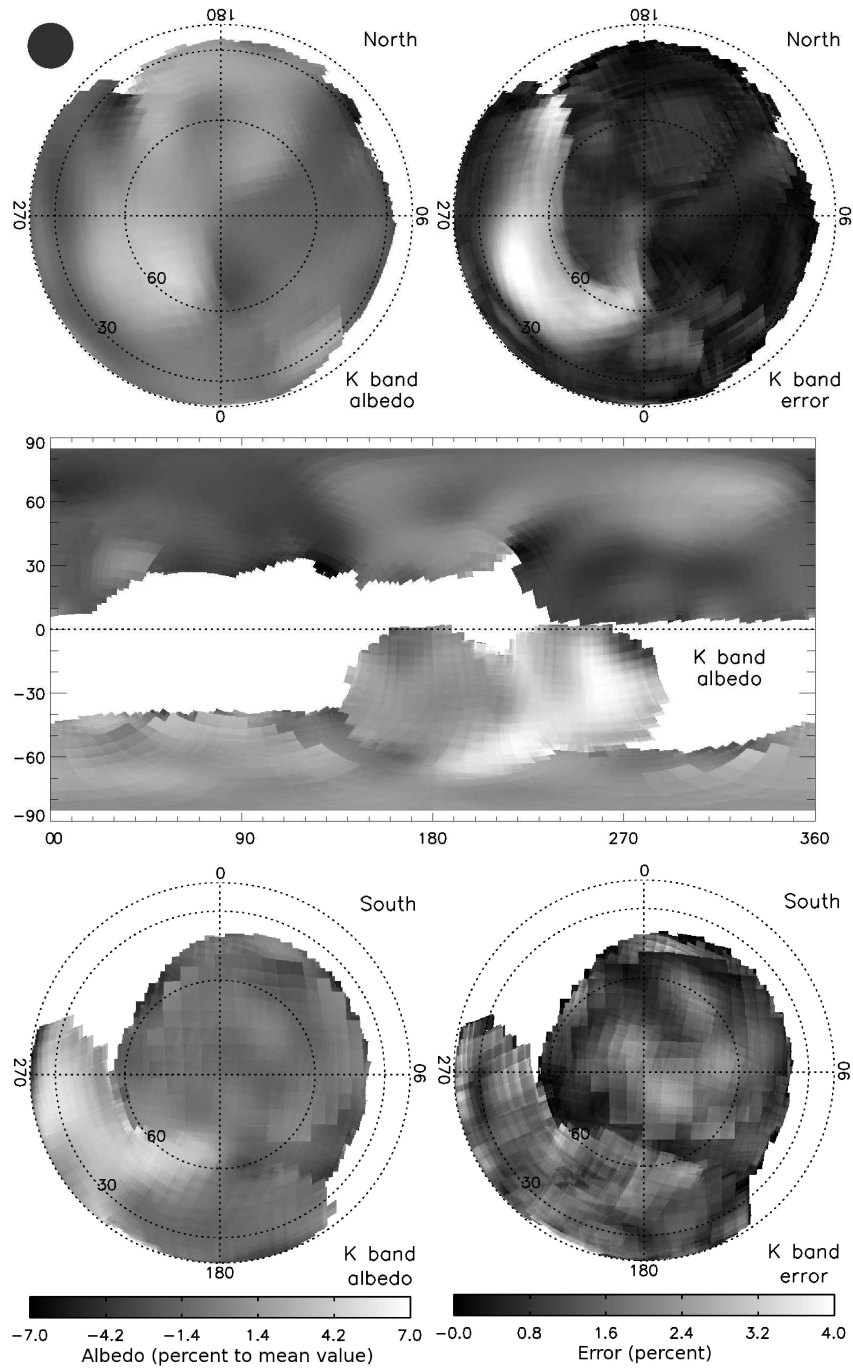 180
180
North
North
270
90
270
90
60
60
30
30
K band
albedo
K band
error
0
0
90
60
30
0
−30
−60
−90
K band
albedo
00
90
180
270
360
0
0
South
South
270
90
270
90
60
60
30
30
180
180
K band
albedo
K band
error
−7.0 −4.2 −1.4 1.4 4.2 7.0
Albedo (percent to mean value)
−0.0 0.8 1.6 2.4 3.2 4.0
Error (percent)